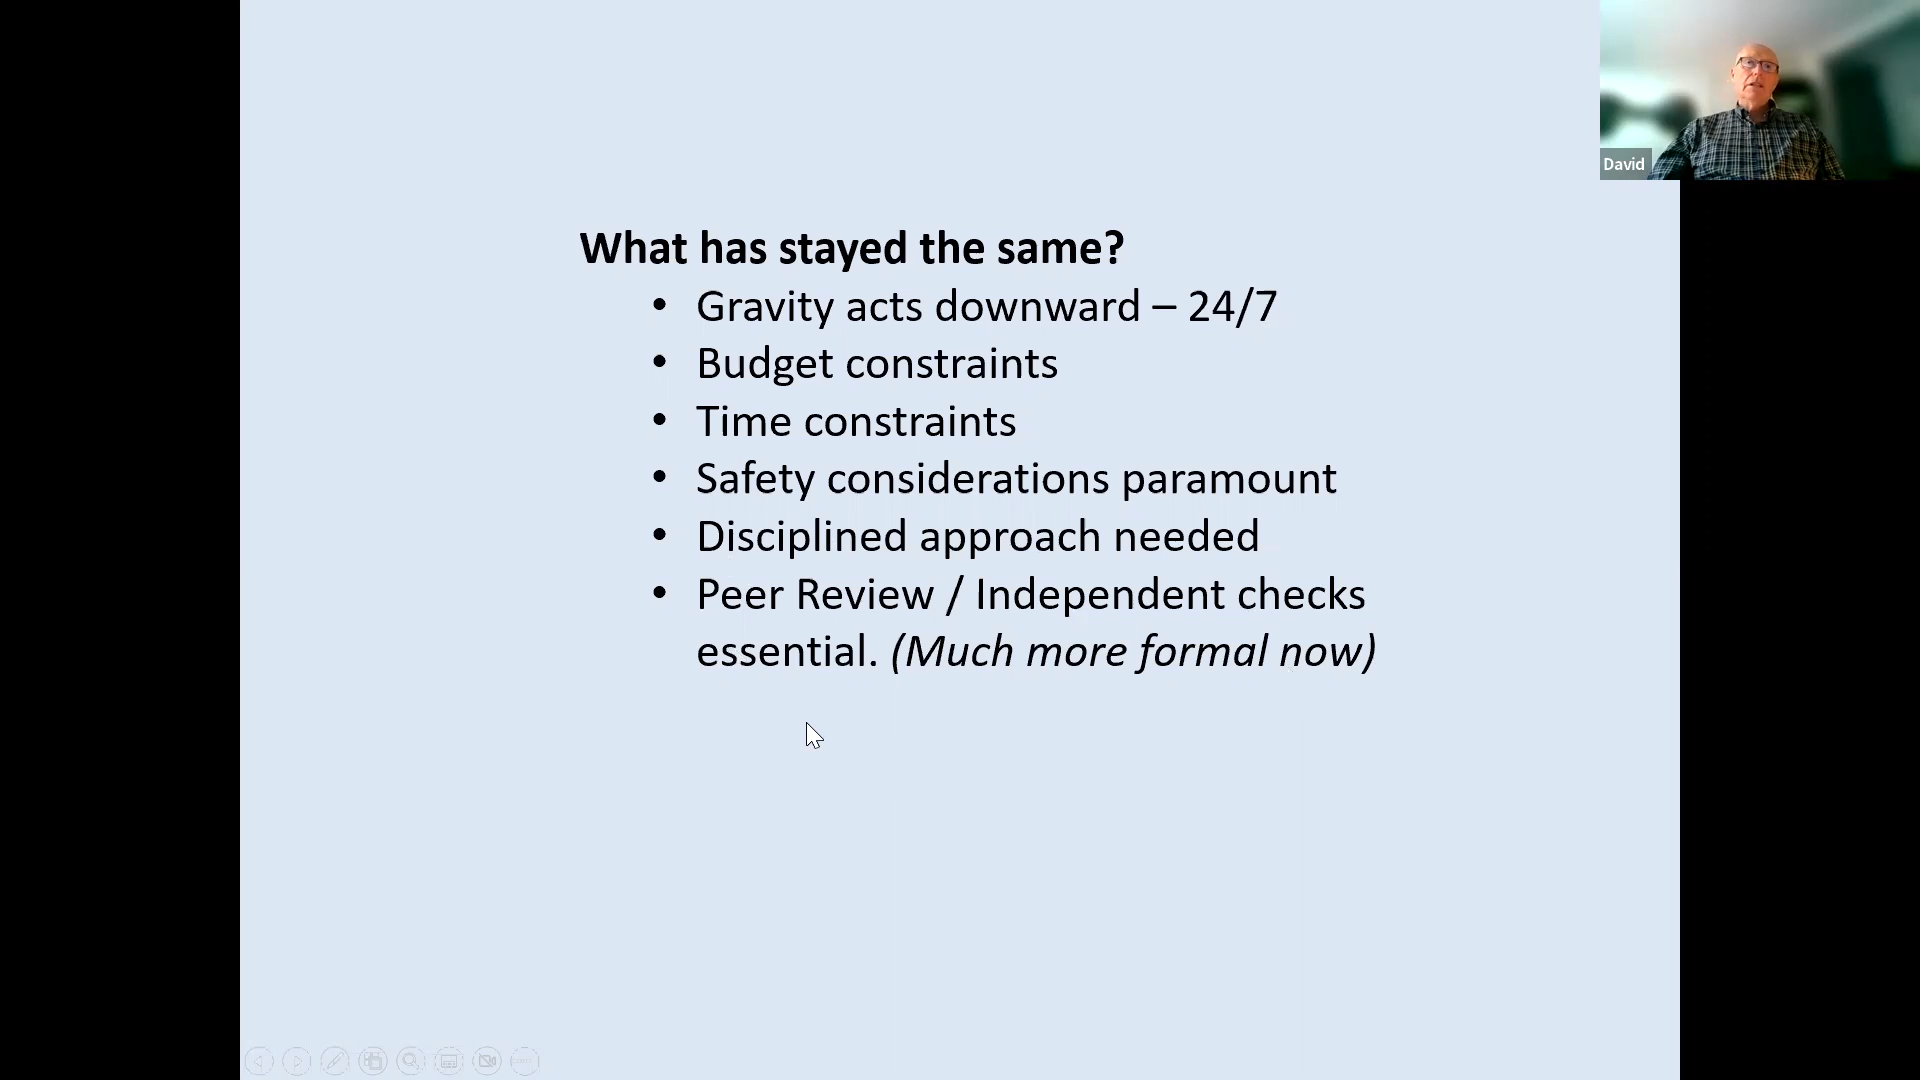 David
What has stayed the same?
• Gravity acts downward – 24/7
• Budget constraints
• Time constraints
• Safety considerations paramount
• Disciplined approach needed
• Peer Review / Independent checks
essential. (Much more formal now)